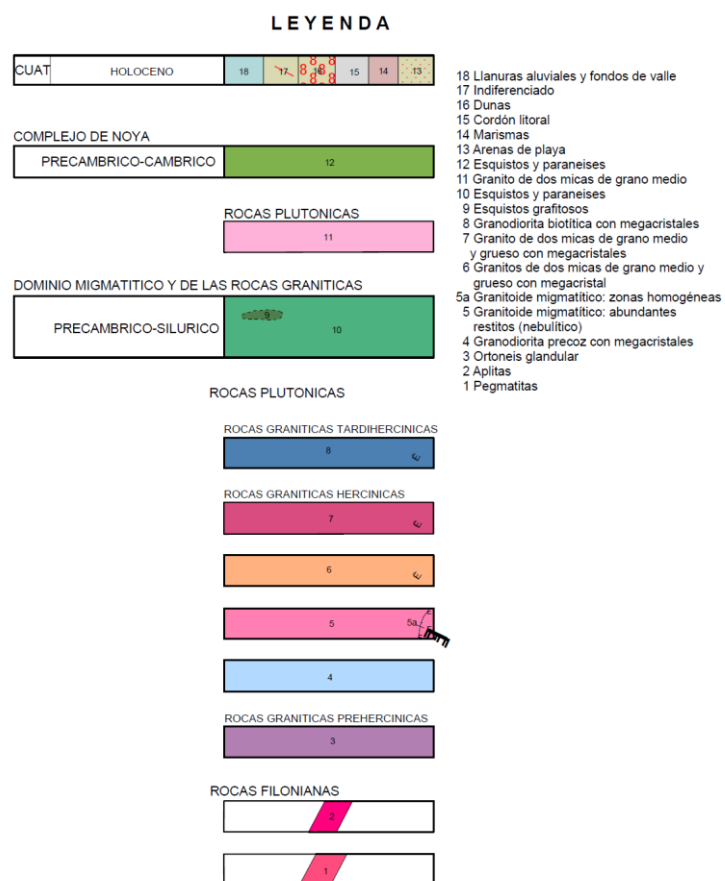 LEYENDA
CUAT HOLOCENO 18 17 16 15 14 13
COMPLEJO DE NOYA
PRECAMBRICO-CAMBRICO 12
ROCAS PLUTONICAS
11
DOMINIO MIGMATITICO Y DE LAS ROCAS GRANITICAS
9
PRECAMBRICO-SILURICO 10
ROCAS PLUTONICAS
ROCAS GRANITICAS TARDIHERCINICAS
8
ROCAS GRANITICAS HERCINICAS
7
6
5 5a
4
ROCAS GRANITICAS PREHERCINICAS
3
ROCAS FILONIANAS
2
1
18 Llanuras aluviales y fondos de valle
17 Indiferenciado
16 Dunas
15 Cordón litoral
14 Marismas
13 Arenas de playa
12 Esquistos y paraneises
11 Granito de dos micas de grano medio
10 Esquistos y paraneises
9 Esquistos grafitosos
8 Granodiorita biotítica con megacristales
7 Granito de dos micas de grano medio
y grueso con megacristales
6 Granitos de dos micas de grano medio y
grueso con megacristal
5a Granitoide migmatítico: zonas homogéneas
5 Granitoide migmatítico: abundantes
restitos (nebulítico)
4 Granodiorita precoz con megacristales
3 Ortoneis glandular
2 Aplitas
1 Pegmatitas